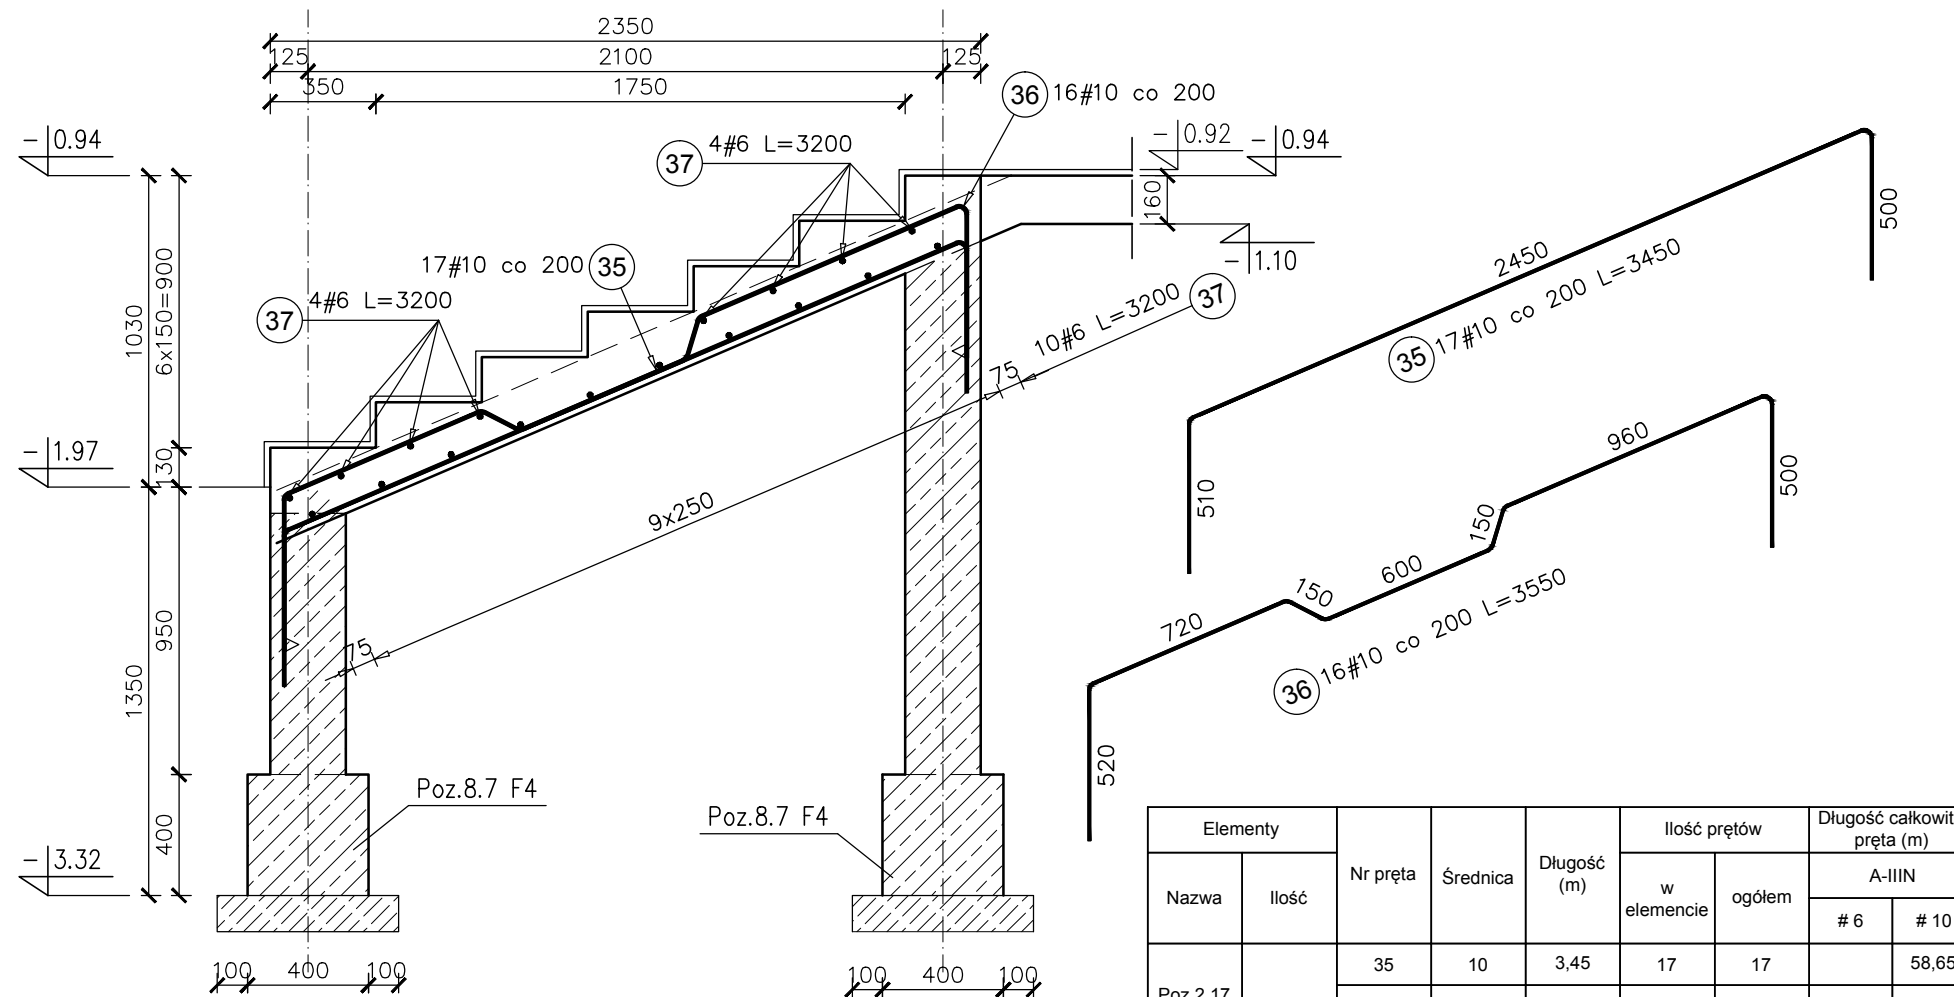 2350
125
2100
125
350
1750
36 16#10 co 200
- 0.94
- 0.92
- 0.94
160
- 1.10
37 4#6 L=3200
17#10 co 200 35
37 4#6 L=3200
1030
6x150=900
130
- 1.97
950
1350
400
- 3.32
75
10#6 L=3200 37
9x250
75
Poz.8.7 F4
Poz.8.7 F4
100
400
100
100
400
100
2450
500
35 17#10 co 200 L=3450
510
960
500
150
600
150
720
36 16#10 co 200 L=3550
520
Elementy
Nazwa
Ilość
Nr pręta
Średnica
Długość
(m)
Ilość prętów
w
elemencie
ogółem
Długość całkowit
pręta (m)
A-IIIN
# 6
# 10
35
10
3,45
17
17
58,65
Poz.2.17